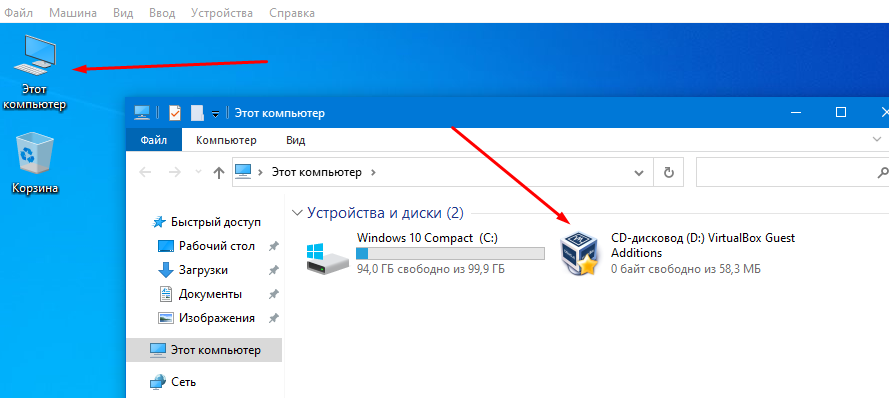 Файл Машина Вид Ввод Устройства Справка
Этот
компьютер
Корзина
Этот компьютер
Файл Компьютер Вид
Этот компьютер
Быстрый доступ
Рабочий стол
Загрузки
Документы
Изображения
Этот компьютер
Сеть
Устройства и диски (2)
Windows 10 Compact (C:)
94,0 ГБ свободно из 99,9 ГБ
CD-дисковод (D:) VirtualBox Guest
Additions
0 байт свободно из 58,3 МБ